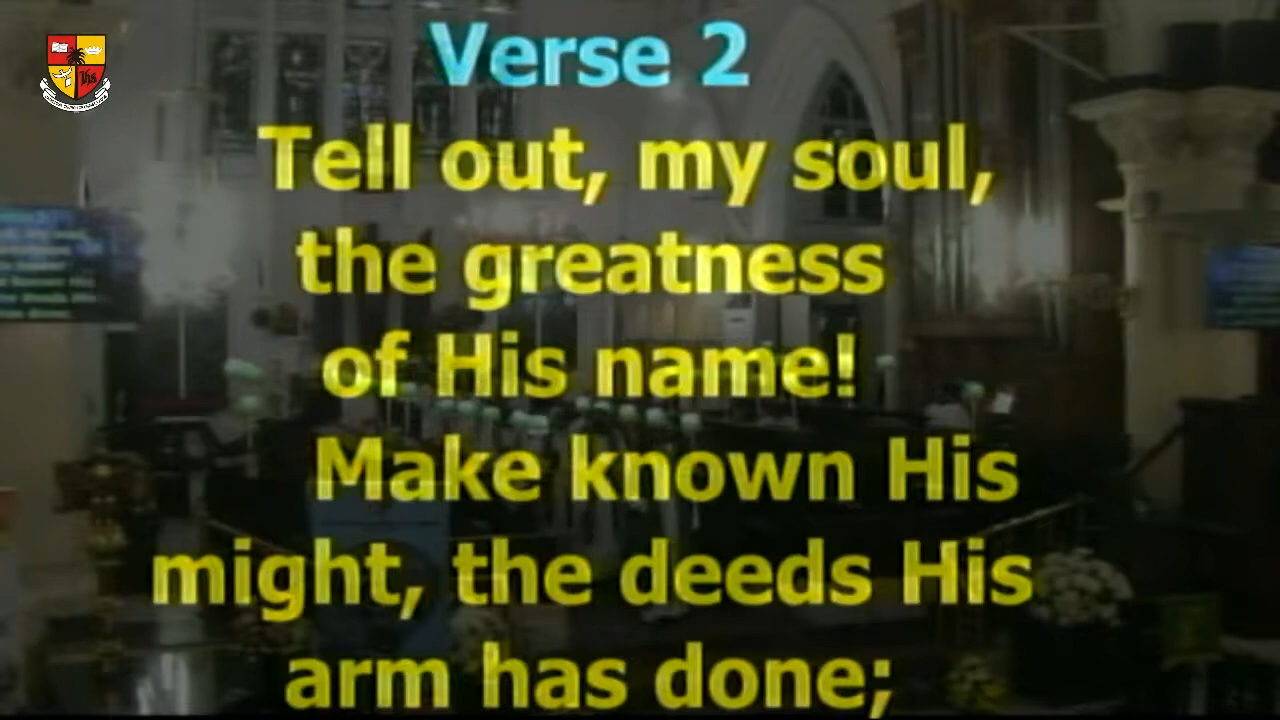 Verse 2
Tell out, my soul,
the greatness
of His name!
Make known His
might, the deeds His
arm has done;